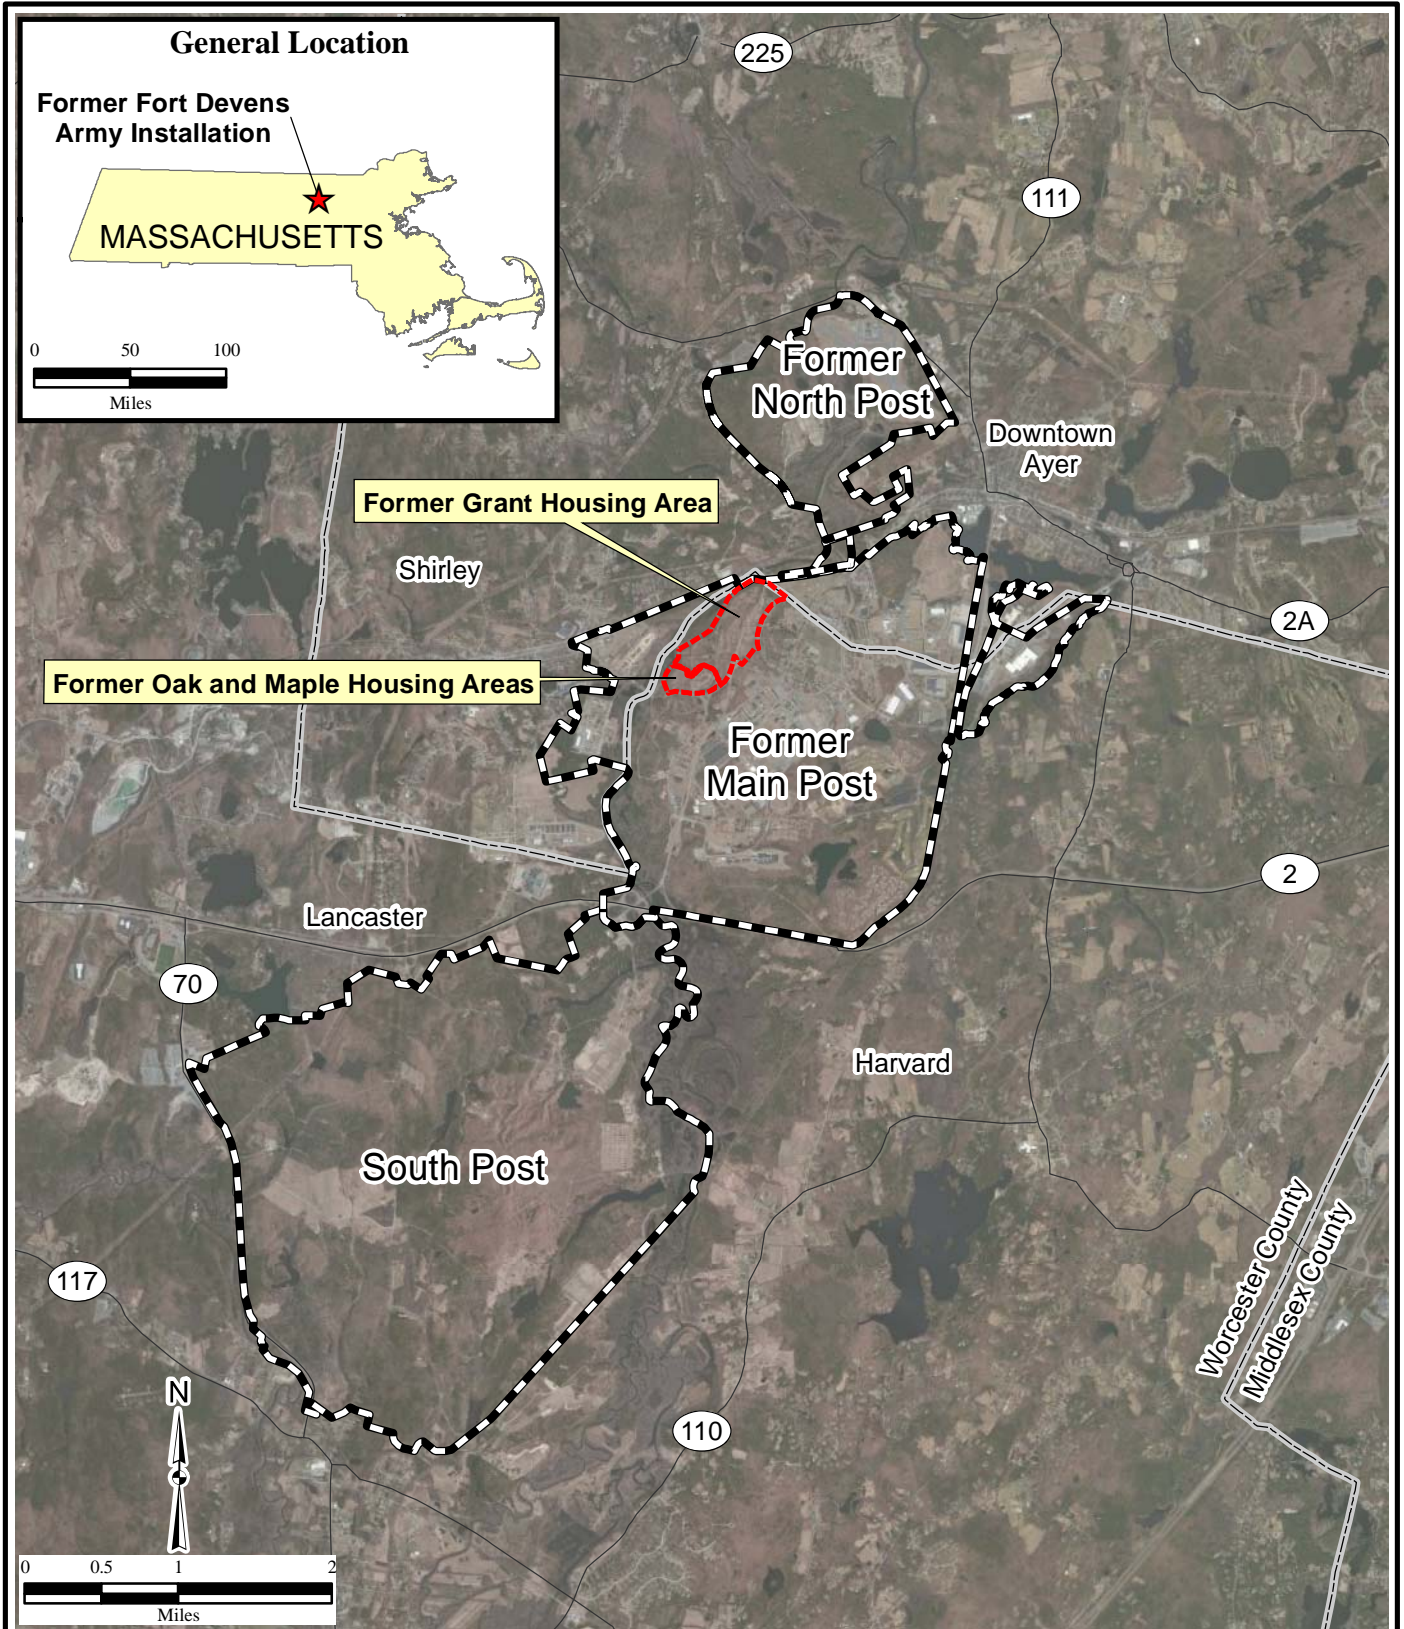 General Location
Former Fort Devens
Army Installation
MASSACHUSETTS
0 50 100
Miles
225
111
Former
North Post
Downtown
Ayer
Former Grant Housing Area
Shirley
2A
Former Oak and Maple Housing Areas
Former
Main Post
2
Lancaster
70
Harvard
South Post
Worcester County
Middlesex County
117
N
110
0 0.5 1 2
Miles